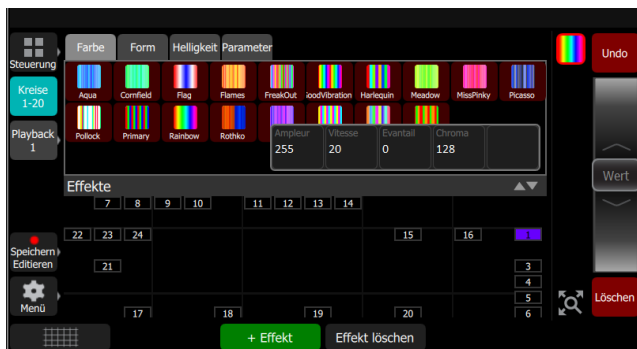 Steuerung
Farbe Form Helligkeit Parameter
Undo
Kreise
1-20
Aqua Cornfield Flag Flames FreakOut GoodVibration Harlequin Meadow MissPinky Picasso
Playback
1
Pollock Primary Rainbow Rothko
Ampleur Vitesse Evantail Chroma
255 20 0 128
Wert
Effekte
7 8 9 10 11 12 13 14
22 23 24 15 16 1
Speichern
Editieren
21 3
4
Menü
5
Löschen
17 18 19 20 6
+ Effekt Effekt löschen